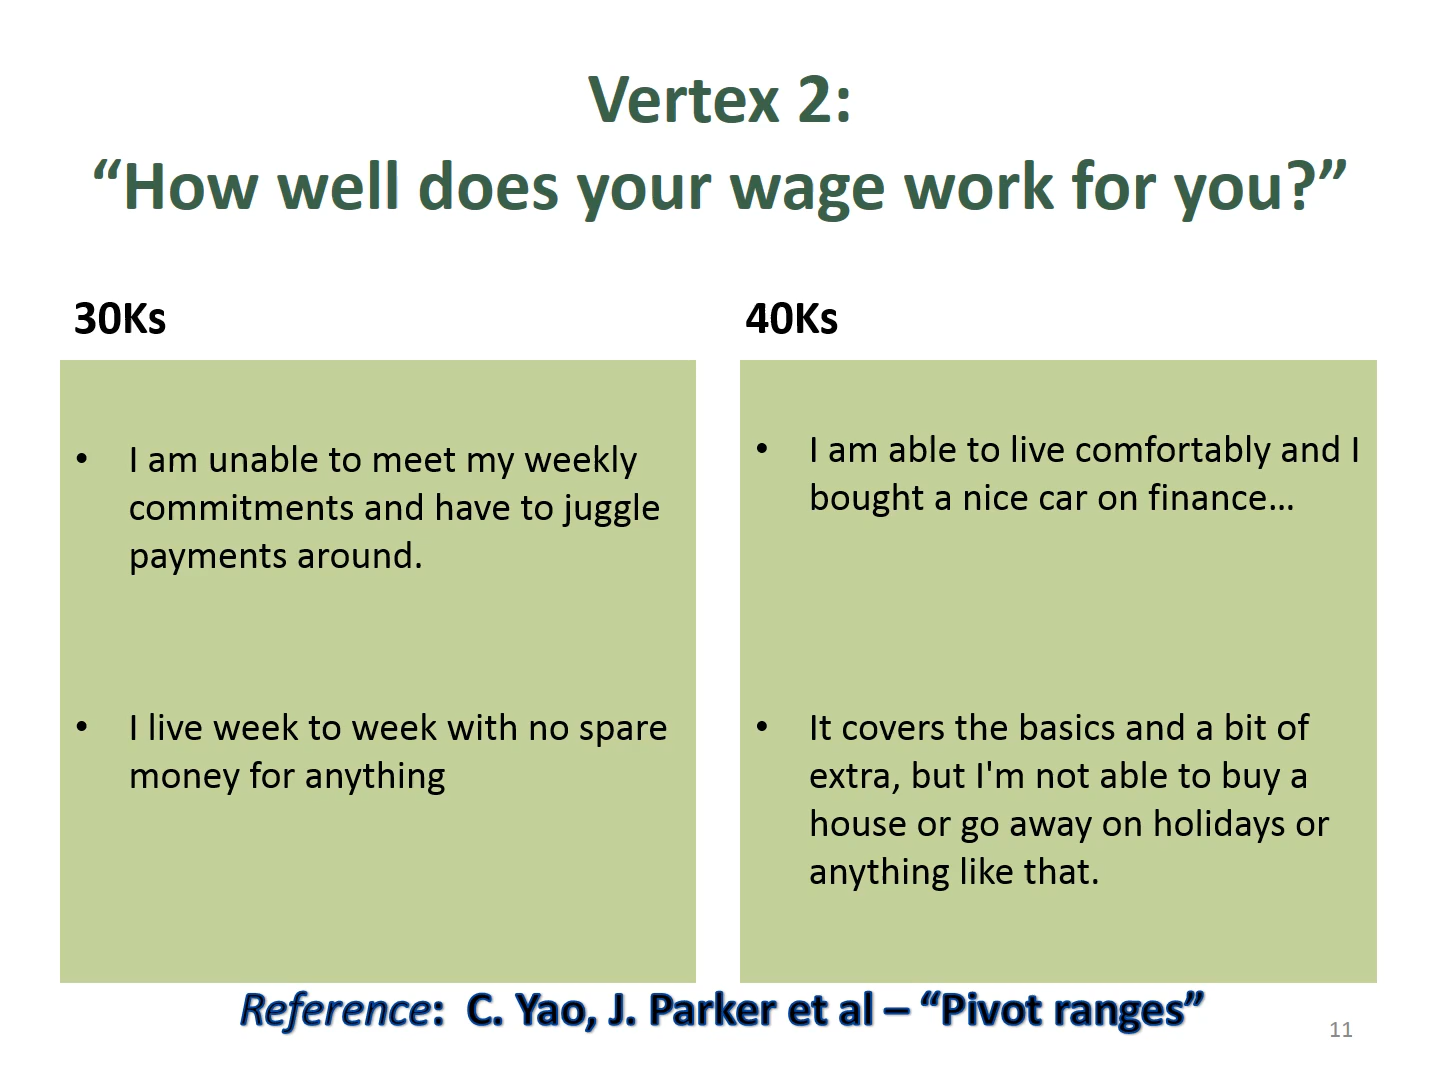 Vertex 2:
“How well does your wage work for you?”
30Ks
• I am unable to meet my weekly
commitments and have to juggle
payments around.
• I live week to week with no spare
money for anything
40Ks
• I am able to live comfortably and I
bought a nice car on finance…
• It covers the basics and a bit of
extra, but I'm not able to buy a
house or go away on holidays or
anything like that.
Reference: C. Yao, J. Parker et al – “Pivot ranges”
11